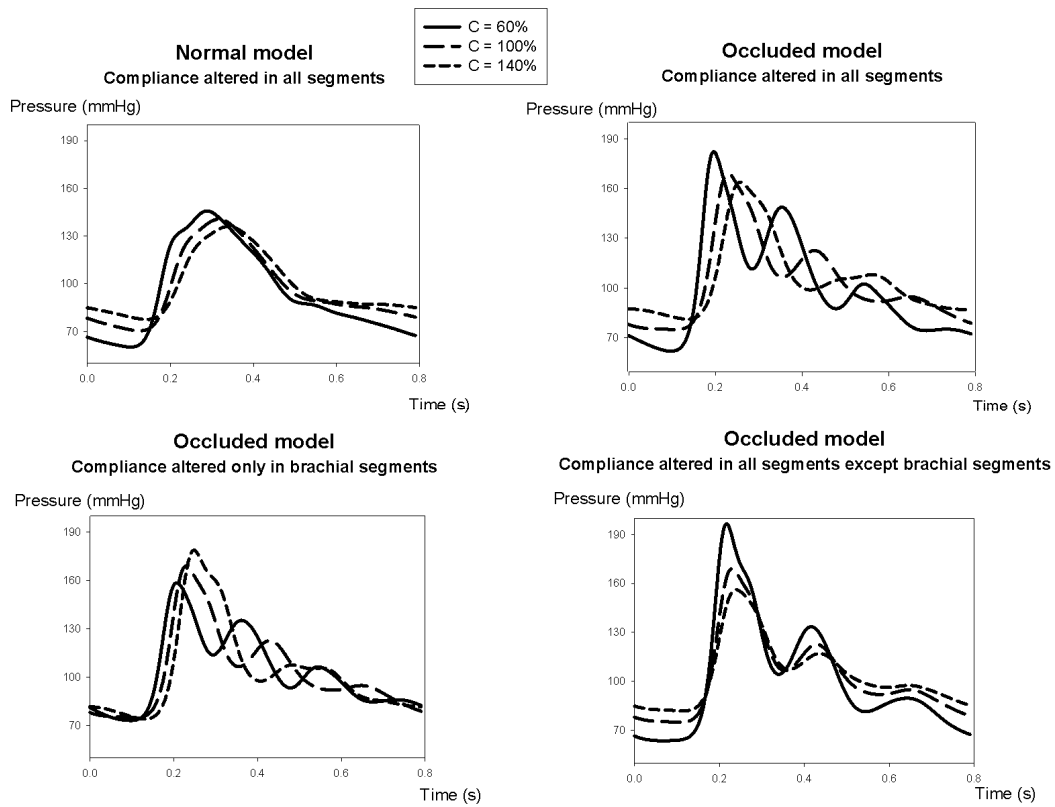 C = 60%
C = 100%
C = 140%
Normal model
Compliance altered in all segments
Pressure (mmHg)
190
160
130
100
70
0.0 0.2 0.4 0.6 0.8
Time (s)
Occluded model
Compliance altered in all segments
Pressure (mmHg)
190
160
130
100
70
0.0 0.2 0.4 0.6 0.8
Time (s)
Occluded model
Compliance altered only in brachial segments
Pressure (mmHg)
190
160
130
100
70
0.0 0.2 0.4 0.6 0.8
Time (s)
Occluded model
Compliance altered in all segments except brachial segments
Pressure (mmHg)
190
160
130
100
70
0.0 0.2 0.4 0.6 0.8
Time (s)